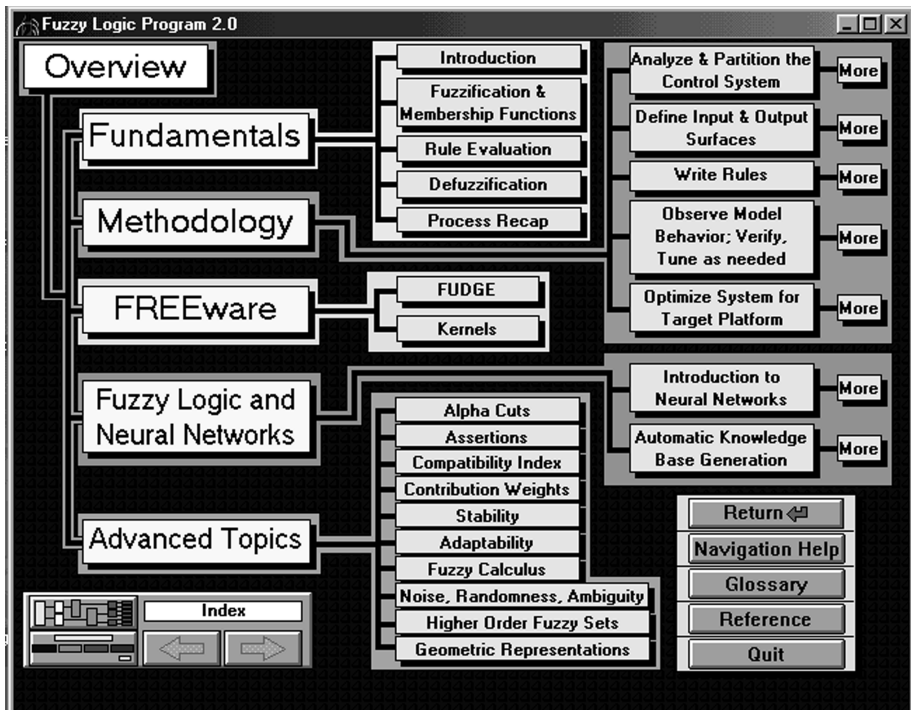 Fuzzy Logic Program 2.0
Overview
Fundamentals
Introduction
Fuzzification &
Membership Functions
Rule Evaluation
Defuzzification
Process Recap
Methodology
Analyze & Partition the
Control System
More
Define Input & Output
Surfaces
More
Write Rules
More
Observe Model
Behavior; Verify,
Tune as needed
More
Optimize System for
Target Platform
More
FREEware
FUDGE
Kernels
Fuzzy Logic and
Neural Networks
Introduction to
Neural Networks
More
Automatic Knowledge
Base Generation
More
Advanced Topics
Alpha Cuts
Assertions
Compatibility Index
Contribution Weights
Stability
Adaptability
Fuzzy Calculus
Noise, Randomness, Ambiguity
Higher Order Fuzzy Sets
Geometric Representations
Index
Return
Navigation Help
Glossary
Reference
Quit